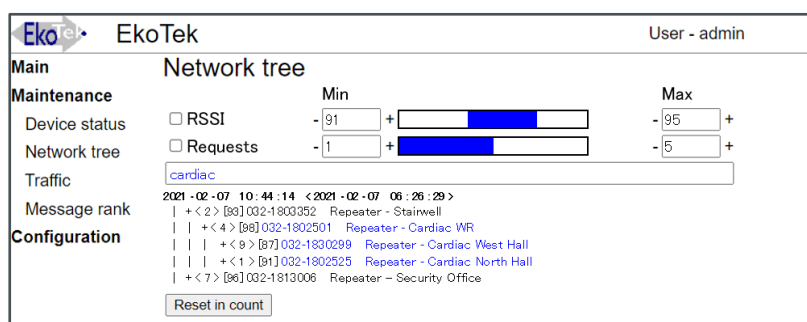 EkoTek EkoTek User - admin
Main
Maintenance
Device status
Network tree
Traffic
Message rank
Configuration
Network tree
Min Max
RSSI - 91 + - 95 +
Requests - 1 + - 5 +
cardiac
2021-02-07 10:44:14 <2021-02-07 06:26:29>
| +<2>[93]032-1803352 Repeater - Stairwell
| | +<4>[98]032-1802501 Repeater - Cardiac WR
| | | +<9>[87]032-1830299 Repeater - Cardiac West Hall
| | | +<1>[91]032-1802525 Repeater - Cardiac North Hall
| +<7>[96]032-1813006 Repeater – Security Office
Reset in count